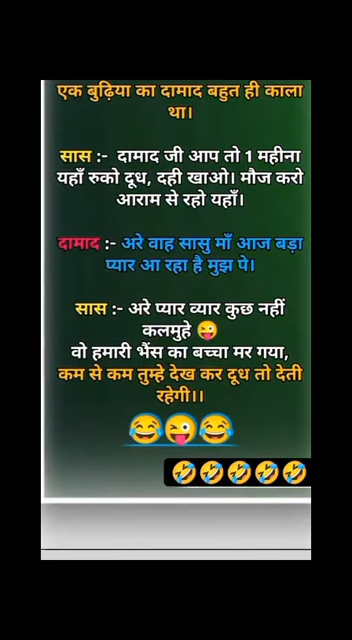 एक बुढ़िया का दामाद बहुत ही काला
था।
सास :- दामाद जी आप तो 1 महीना
यहाँ रुको दूध, दही खाओ। मौज करो
आराम से रहो यहाँ।
दामाद :- अरे वाह सासु माँ आज बड़ा
प्यार आ रहा है मुझ पे।
सास :- अरे प्यार व्यार कुछ नहीं
कलमुहे 😜
वो हमारी भैंस का बच्चा मर गया,
कम से कम तुम्हे देख कर दूध तो देती
रहेगी।।
😂😜😂
🤣🤣🤣🤣🤣